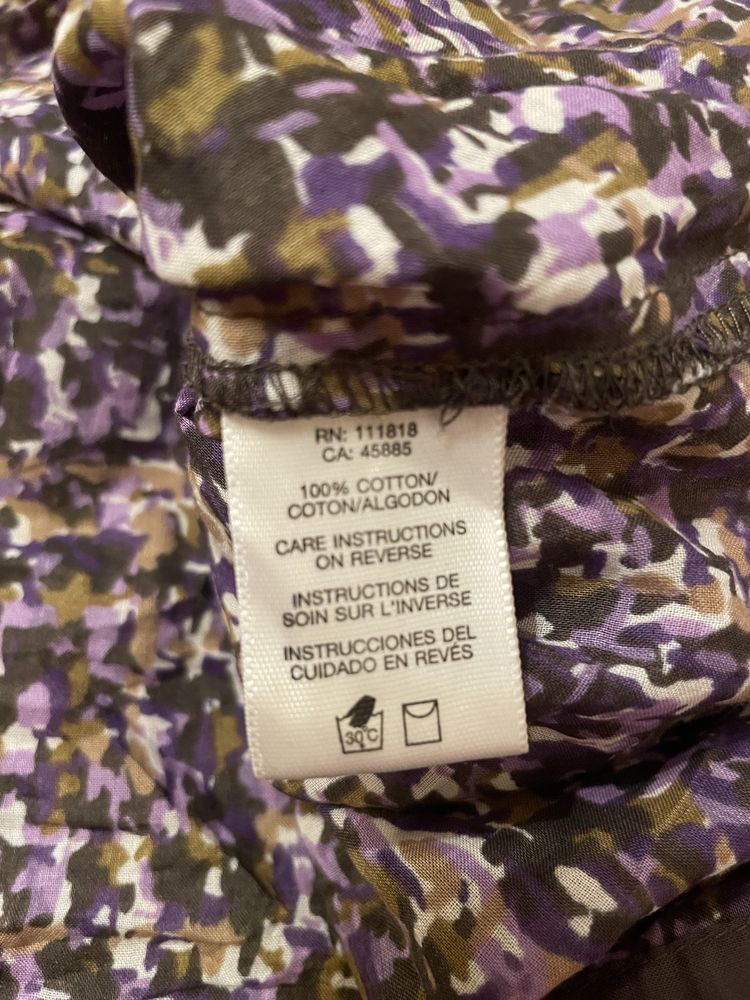 RN: 111818
CA: 45885
100% COTTON/
COTON/ALGODON
CARE INSTRUCTIONS
ON REVERSE
INSTRUCTIONS DE
SOIN SUR L'INVERSE
INSTRUCCIONES DEL
CUIDADO EN REVÉS
30°C